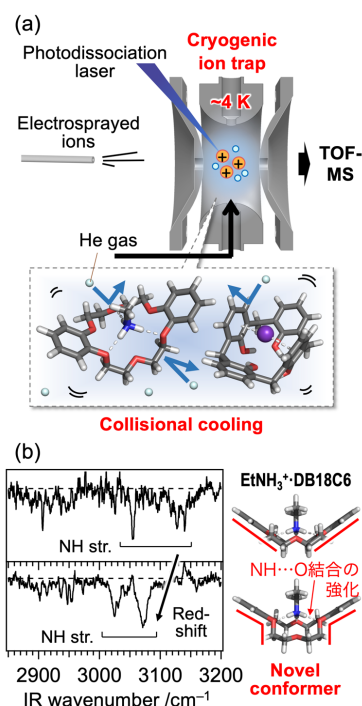 (a)
Cryogenic
ion trap
Photodissociation
laser
~4 K
Electrosprayed
ions
TOF-
MS
He gas
Collisional cooling
(b)
EtNH₃⁺·DB18C6
NH str.
Red-
shift
NH str.
NH⋯O結合の
強化
Novel
conformer
2900 3000 3100 3200
IR wavenumber /cm⁻¹